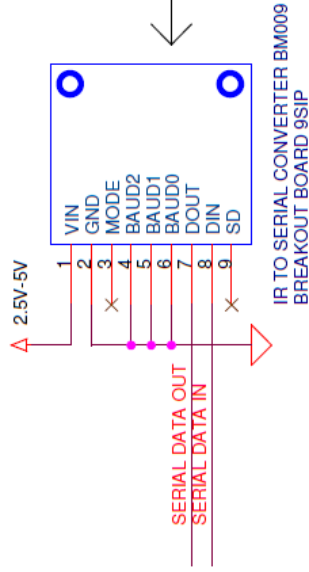 2.5V-5V
1 VIN
2 GND
3 MODE
4 BAUD2
5 BAUD1
6 BAUD0
7 DOUT
8 DIN
9 SD
SERIAL DATA OUT
SERIAL DATA IN
IR TO SERIAL CONVERTER BM009
BREAKOUT BOARD 9SIP